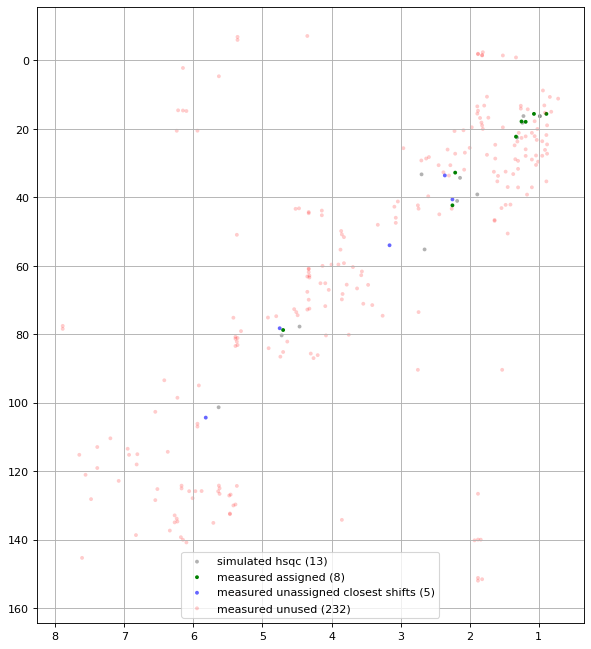 0
20
40
60
80
100
120
140
160
simulated hsqc (13)
measured assigned (8)
measured unassigned closest shifts (5)
measured unused (232)
8 7 6 5 4 3 2 1